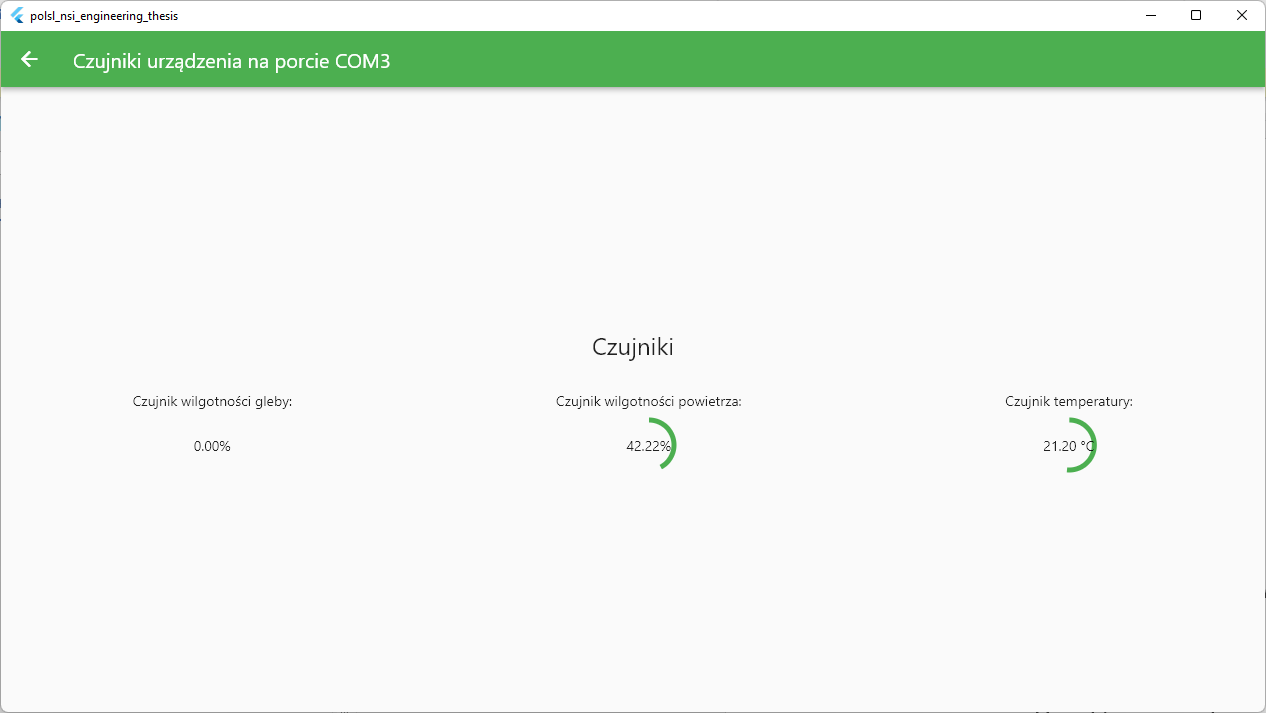 polsl_nsi_engineering_thesis
Czujniki urządzenia na porcie COM3
Czujniki
Czujnik wilgotności gleby:
0.00%
Czujnik wilgotności powietrza:
42.22%
Czujnik temperatury:
21.20 °C